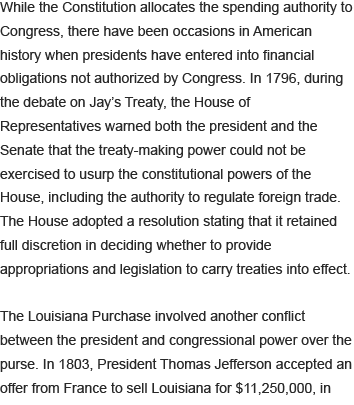 While the Constitution allocates the spending authority to
Congress, there have been occasions in American
history when presidents have entered into financial
obligations not authorized by Congress. In 1796, during
the debate on Jay’s Treaty, the House of
Representatives warned both the president and the
Senate that the treaty-making power could not be
exercised to usurp the constitutional powers of the
House, including the authority to regulate foreign trade.
The House adopted a resolution stating that it retained
full discretion in deciding whether to provide
appropriations and legislation to carry treaties into effect.
The Louisiana Purchase involved another conflict
between the president and congressional power over the
purse. In 1803, President Thomas Jefferson accepted an
offer from France to sell Louisiana for $11,250,000, in